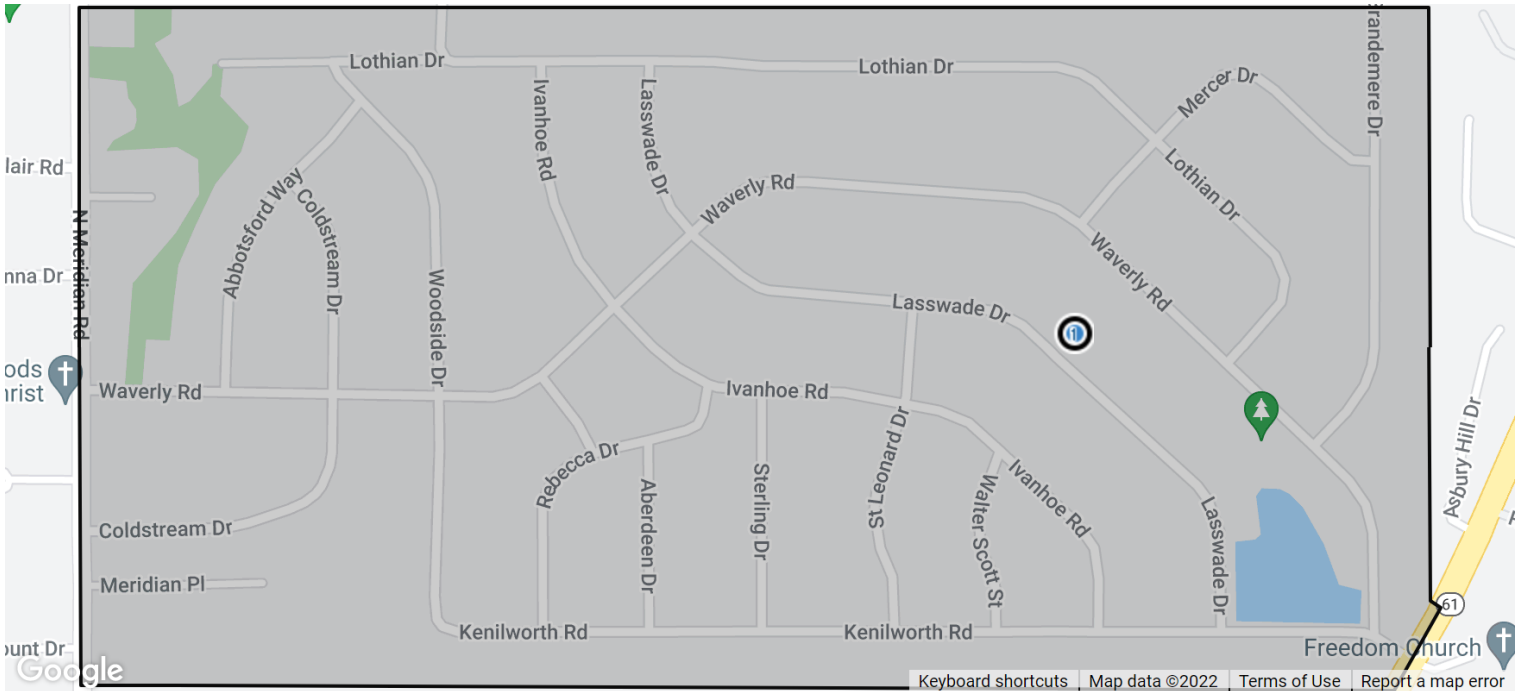 Lothian Dr
Lothian Dr
Mercer Dr
randemere Dr
Ivanhoe Rd
Lasswade Dr
lair Rd
Abbotsford Way
Waverly Rd
Lothian Dr
Coldstream Dr
N Meridian Rd
nna Dr
Woodside Dr
Waverly Rd
Lasswade Dr
1
ods
hrist
Waverly Rd
Ivanhoe Rd
St Leonard Dr
Asbury Hill Dr
Rebecca Dr
Sterling Dr
Aberdeen Dr
Walter Scott St
Ivanhoe Rd
Lasswade Dr
Coldstream Dr
Meridian Pl
61
Kenilworth Rd
Kenilworth Rd
ount Dr
Freedom Church
Google
Keyboard shortcuts
Map data ©2022
Terms of Use
Report a map error